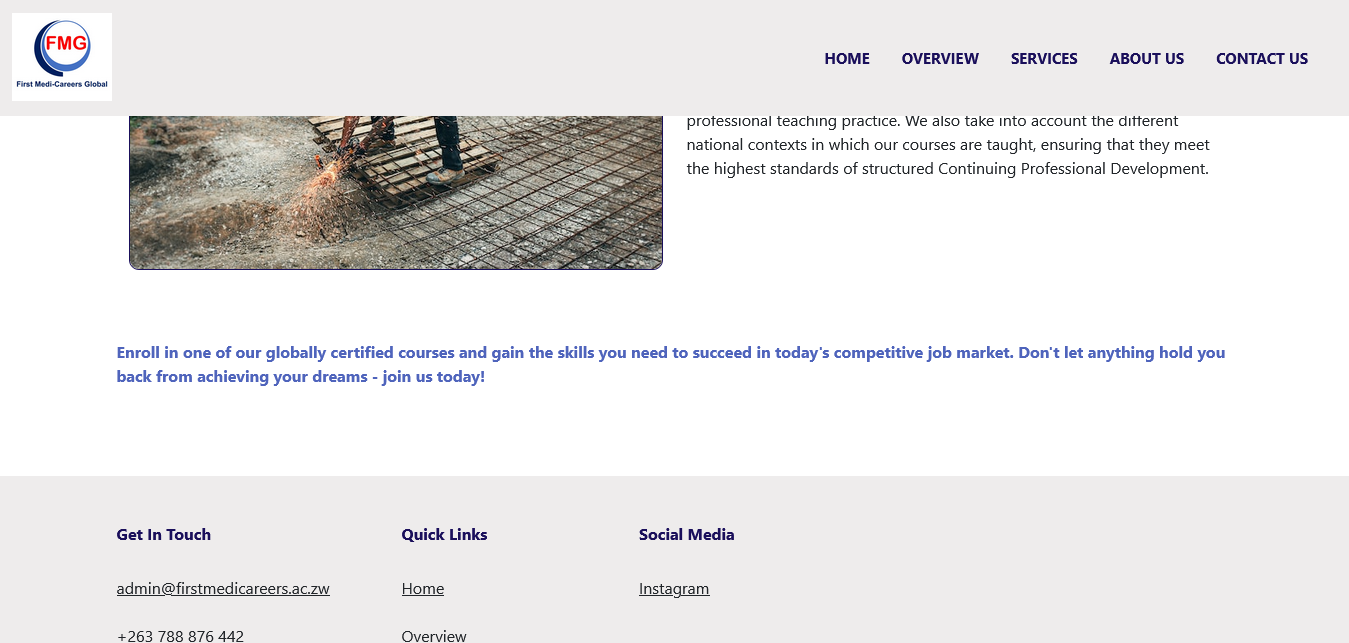 FMG
First Medi-Careers Global
HOME OVERVIEW SERVICES ABOUT US CONTACT US
professional teaching practice. We also take into account the different
national contexts in which our courses are taught, ensuring that they meet
the highest standards of structured Continuing Professional Development.
Enroll in one of our globally certified courses and gain the skills you need to succeed in today's competitive job market. Don't let anything hold you
back from achieving your dreams - join us today!
Get In Touch
admin@firstmedicareers.ac.zw
+263 788 876 442
Quick Links
Home
Overview
Social Media
Instagram